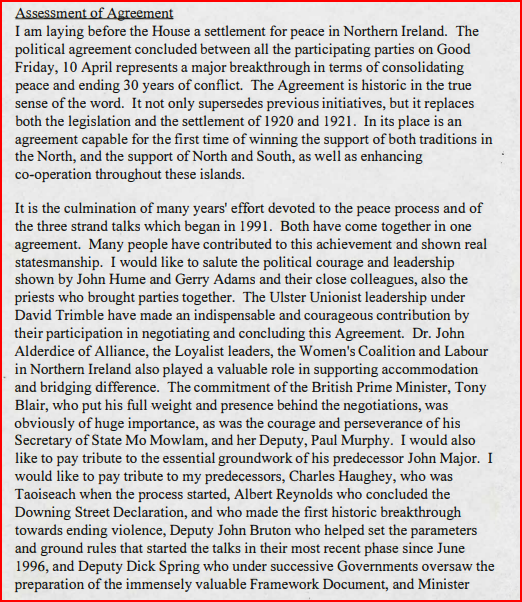 Assessment of Agreement
I am laying before the House a settlement for peace in Northern Ireland. The
political agreement concluded between all the participating parties on Good
Friday, 10 April represents a major breakthrough in terms of consolidating
peace and ending 30 years of conflict. The Agreement is historic in the true
sense of the word. It not only supersedes previous initiatives, but it replaces
both the legislation and the settlement of 1920 and 1921. In its place is an
agreement capable for the first time of winning the support of both traditions in
the North, and the support of North and South, as well as enhancing
co-operation throughout these islands.
It is the culmination of many years' effort devoted to the peace process and of
the three strand talks which began in 1991. Both have come together in one
agreement. Many people have contributed to this achievement and shown real
statesmanship. I would like to salute the political courage and leadership
shown by John Hume and Gerry Adams and their close colleagues, also the
priests who brought parties together. The Ulster Unionist leadership under
David Trimble have made an indispensable and courageous contribution by
their participation in negotiating and concluding this Agreement. Dr. John
Alderdice of Alliance, the Loyalist leaders, the Women's Coalition and Labour
in Northern Ireland also played a valuable role in supporting accommodation
and bridging difference. The commitment of the British Prime Minister, Tony
Blair, who put his full weight and presence behind the negotiations, was
obviously of huge importance, as was the courage and perseverance of his
Secretary of State Mo Mowlam, and her Deputy, Paul Murphy. I would also
like to pay tribute to the essential groundwork of his predecessor John Major. I
would like to pay tribute to my predecessors, Charles Haughey, who was
Taoiseach when the process started, Albert Reynolds who concluded the
Downing Street Declaration, and who made the first historic breakthrough
towards ending violence, Deputy John Bruton who helped set the parameters
and ground rules that started the talks in their most recent phase since June
1996, and Deputy Dick Spring who under successive Governments oversaw the
preparation of the immensely valuable Framework Document, and Minister